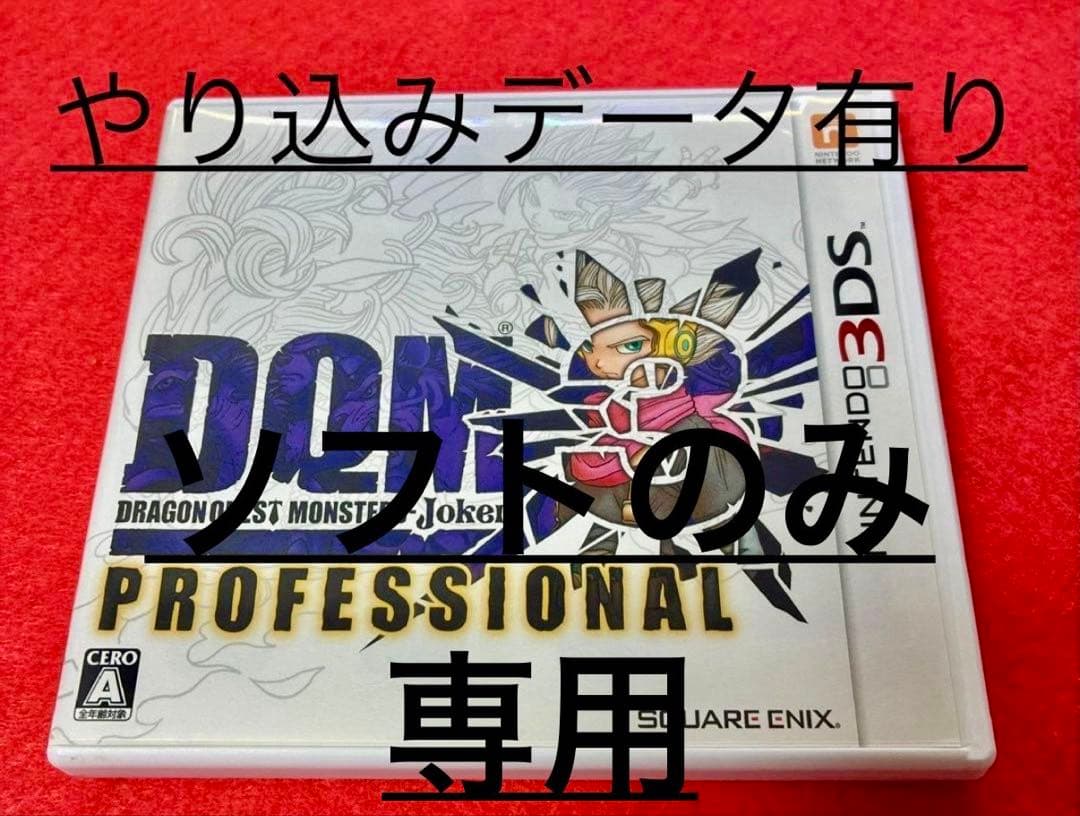 やり込みデータ有り
NINTENDO
NETWORK
NINTENDO 3DS™
DQM®
DRAGON QUEST MONSTERS-Joker
3
ソフトのみ
PROFESSIONAL
CERO
A
全年齢対象
SQUARE ENIX.
専用